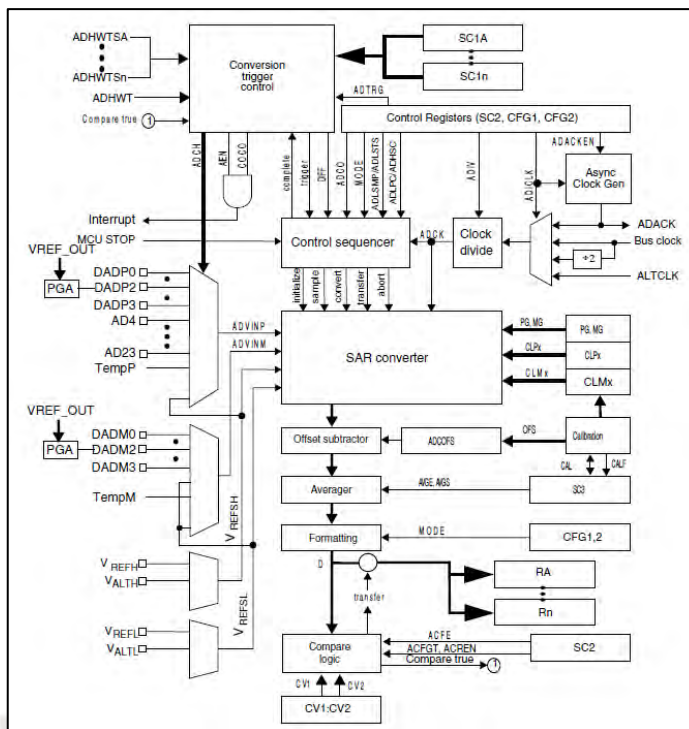 ADHWTSA
ADHWTSn
ADHWT
Compare true 1
Conversion
trigger
control
SC1A
SC1n
ADTRG
Control Registers (SC2, CFG1, CFG2)
ADACKEN
Async
Clock Gen
ADCH
AIEN
COCO
complete
trigger
DIFF
ADCO
MODE
ADLSMP/ADLSTS
ADLPC/ADHSC
ADIV
ADICLK
Interrupt
MCU STOP
Control sequencer
ADCK
Clock
divide
ADACK
Bus clock
÷2
ALTCLK
initialize
sample
convert
transfer
abort
VREF_OUT
PGA
DADP0
DADP2
DADP3
AD4
AD23
TempP
ADVINP
ADVINM
SAR converter
PG, MG
PG, MG
CLPx
CLPx
CLMx
CLMx
VREF_OUT
PGA
DADM0
DADM2
DADM3
TempM
Offset subtractor
ADCOFS
OFS
Calibration
CAL
CALF
Averager
AVGE, AVGS
SC3
Formatting
MODE
CFG1,2
VREFSH
VREFSL
VREFH
VALTH
VREFL
VALTL
D
transfer
RA
Rn
Compare
logic
ACFE
ACFGT, ACREN
Compare true
1
SC2
CV1
CV2
CV1:CV2